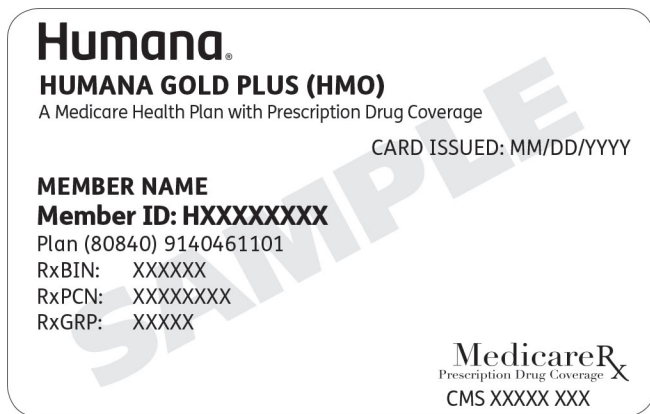 Humana®
HUMANA GOLD PLUS (HMO)
A Medicare Health Plan with Prescription Drug Coverage
CARD ISSUED: MM/DD/YYYY
SAMPLE
MEMBER NAME
Member ID: HXXXXXXXX
Plan (80840) 9140461101
RxBIN: XXXXXX
RxPCN: XXXXXXXX
RxGRP: XXXXX
MedicareRx
Prescription Drug Coverage
CMS XXXXX XXX